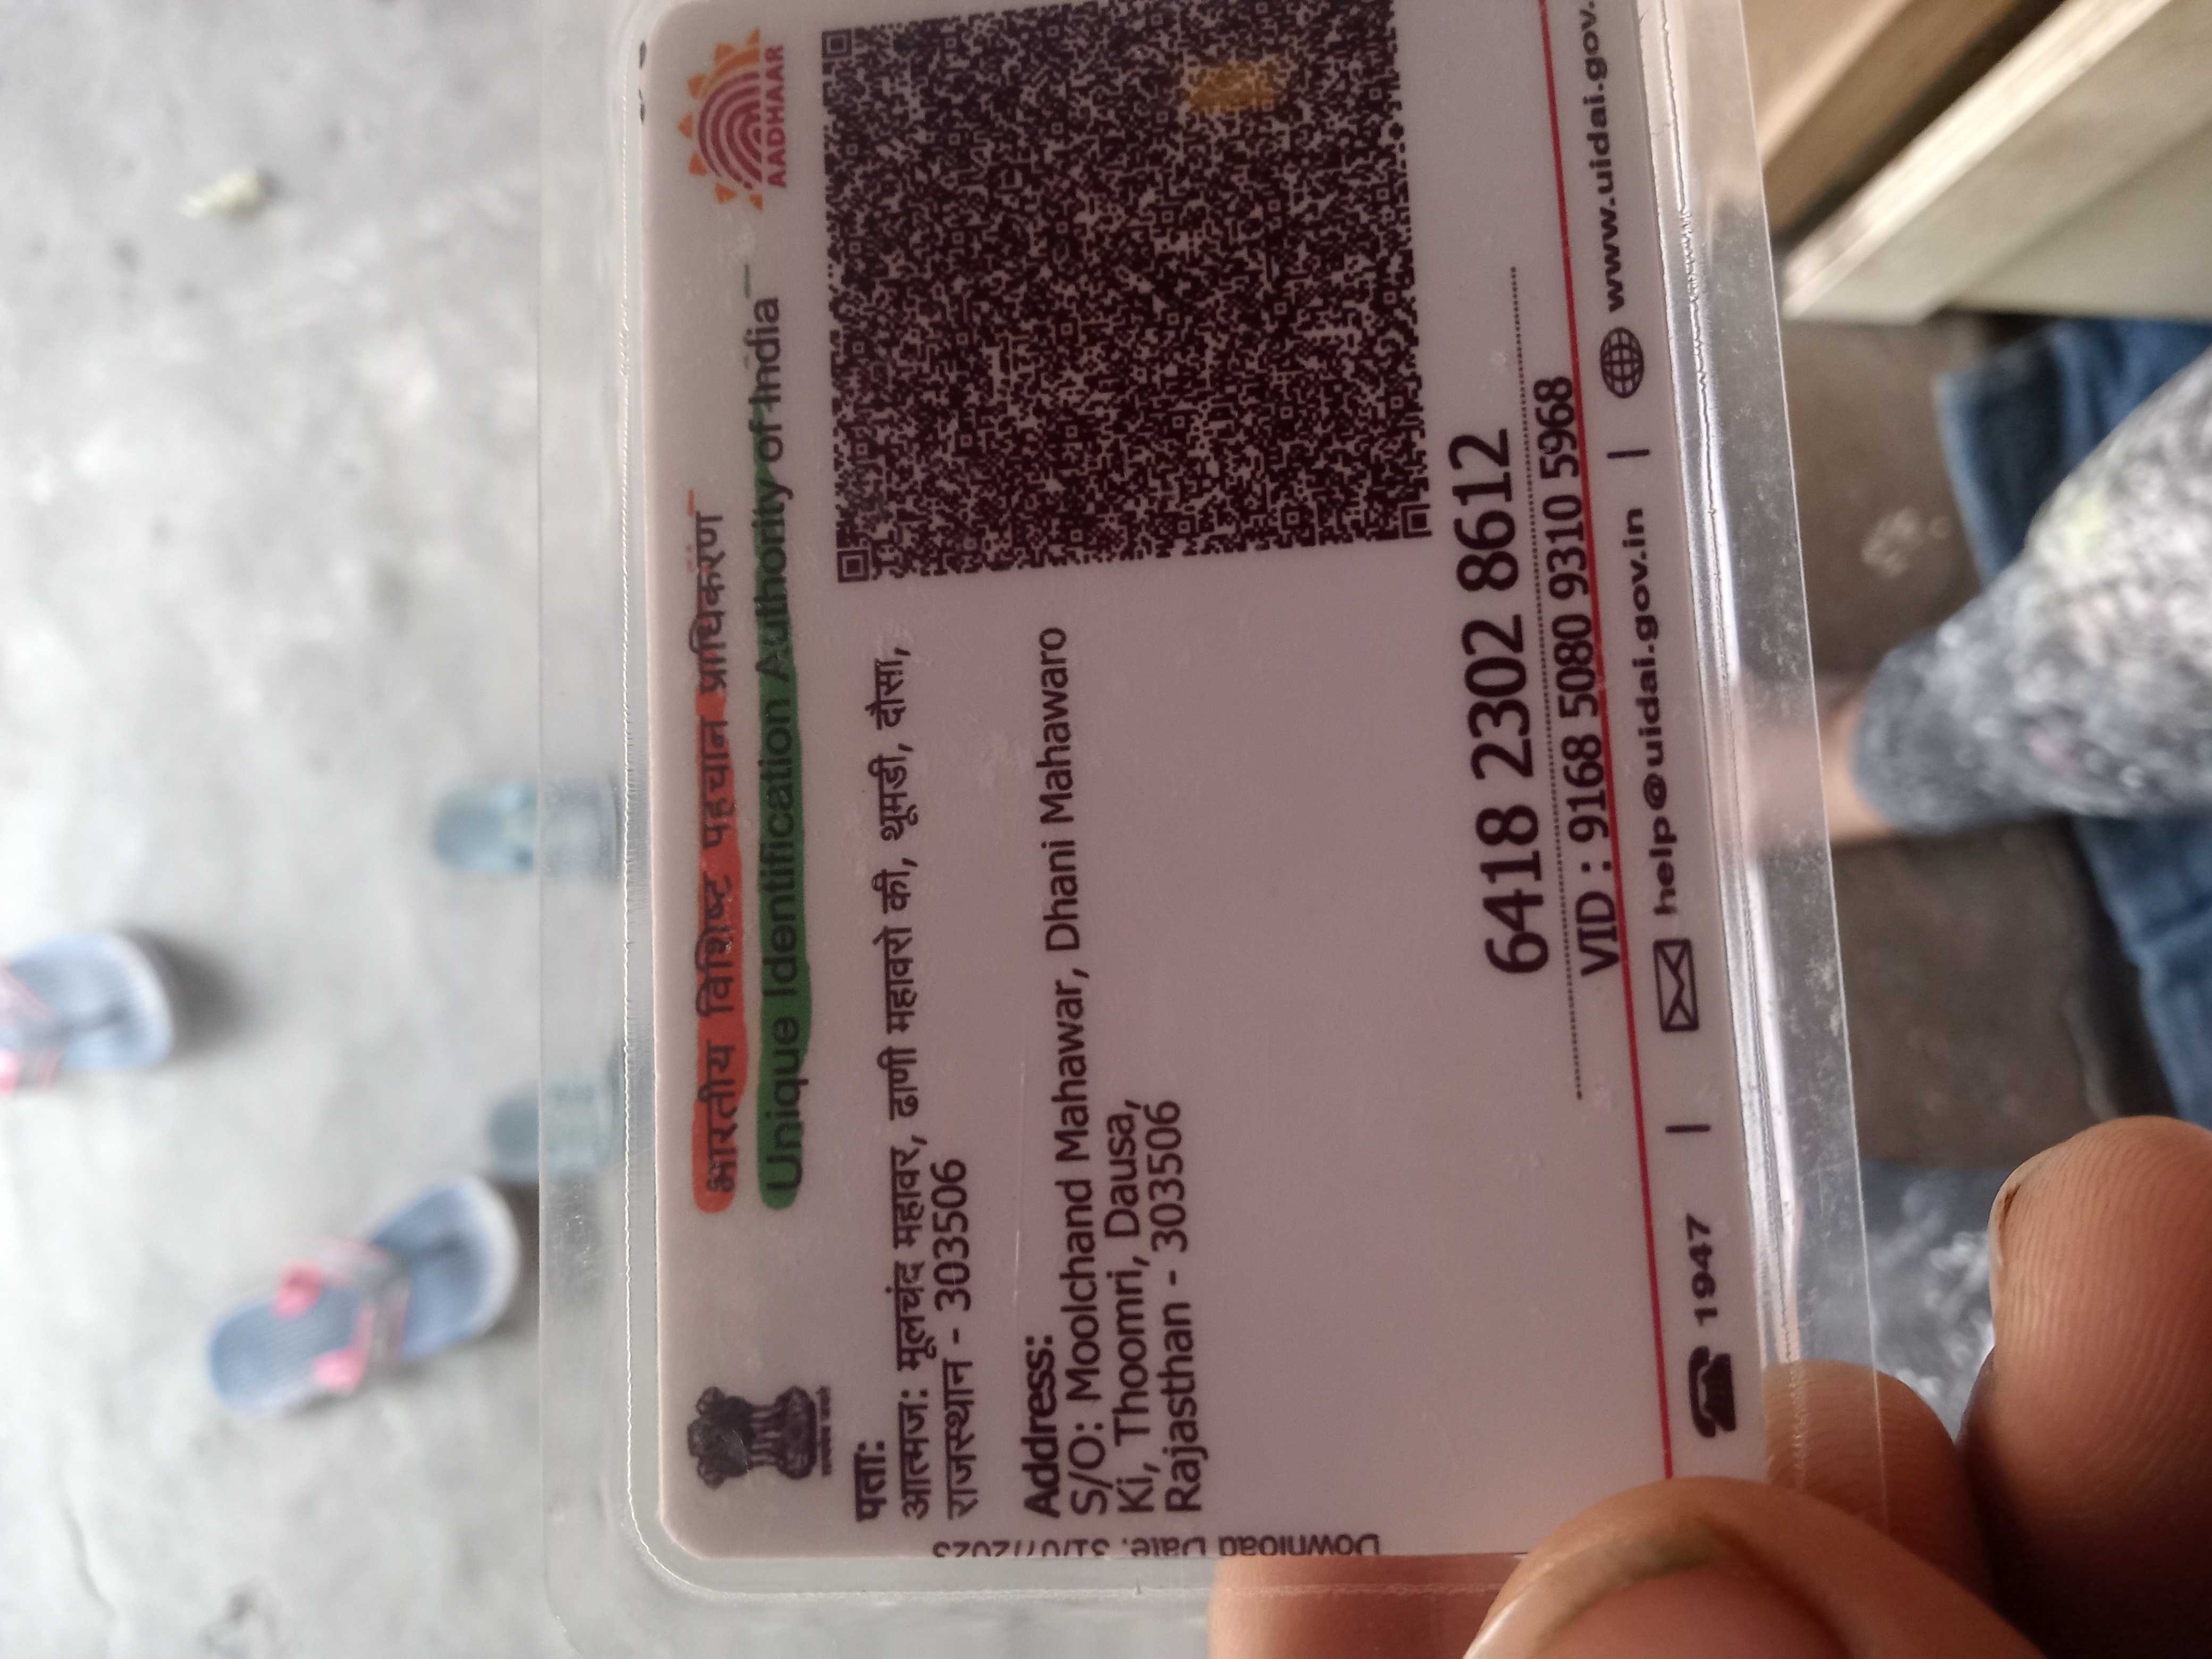 भारतीय विशिष्ट पहचान प्राधिकरण
Unique Identification Authority of India
AADHAAR
पता:
आत्मज: मूलचंद महावर, ढाणी महावरो की, थूमडी, दौसा,
राजस्थान - 303506
Address:
S/O: Moolchand Mahawar, Dhani Mahawaro
Ki, Thoomri, Dausa,
Rajasthan - 303506
Download Date: 31/07/2023
6418 2302 8612
VID : 9168 5080 9310 5968
1947 | help@uidai.gov.in | www.uidai.gov.